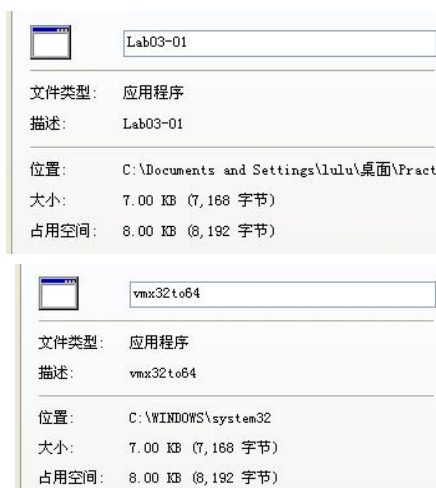 Lab03-01
文件类型: 应用程序
描述: Lab03-01
位置: C:\Documents and Settings\lulu\桌面\Pract
大小: 7.00 KB (7,168 字节)
占用空间: 8.00 KB (8,192 字节)
vmx32to64
文件类型: 应用程序
描述: vmx32to64
位置: C:\WINDOWS\system32
大小: 7.00 KB (7,168 字节)
占用空间: 8.00 KB (8,192 字节)